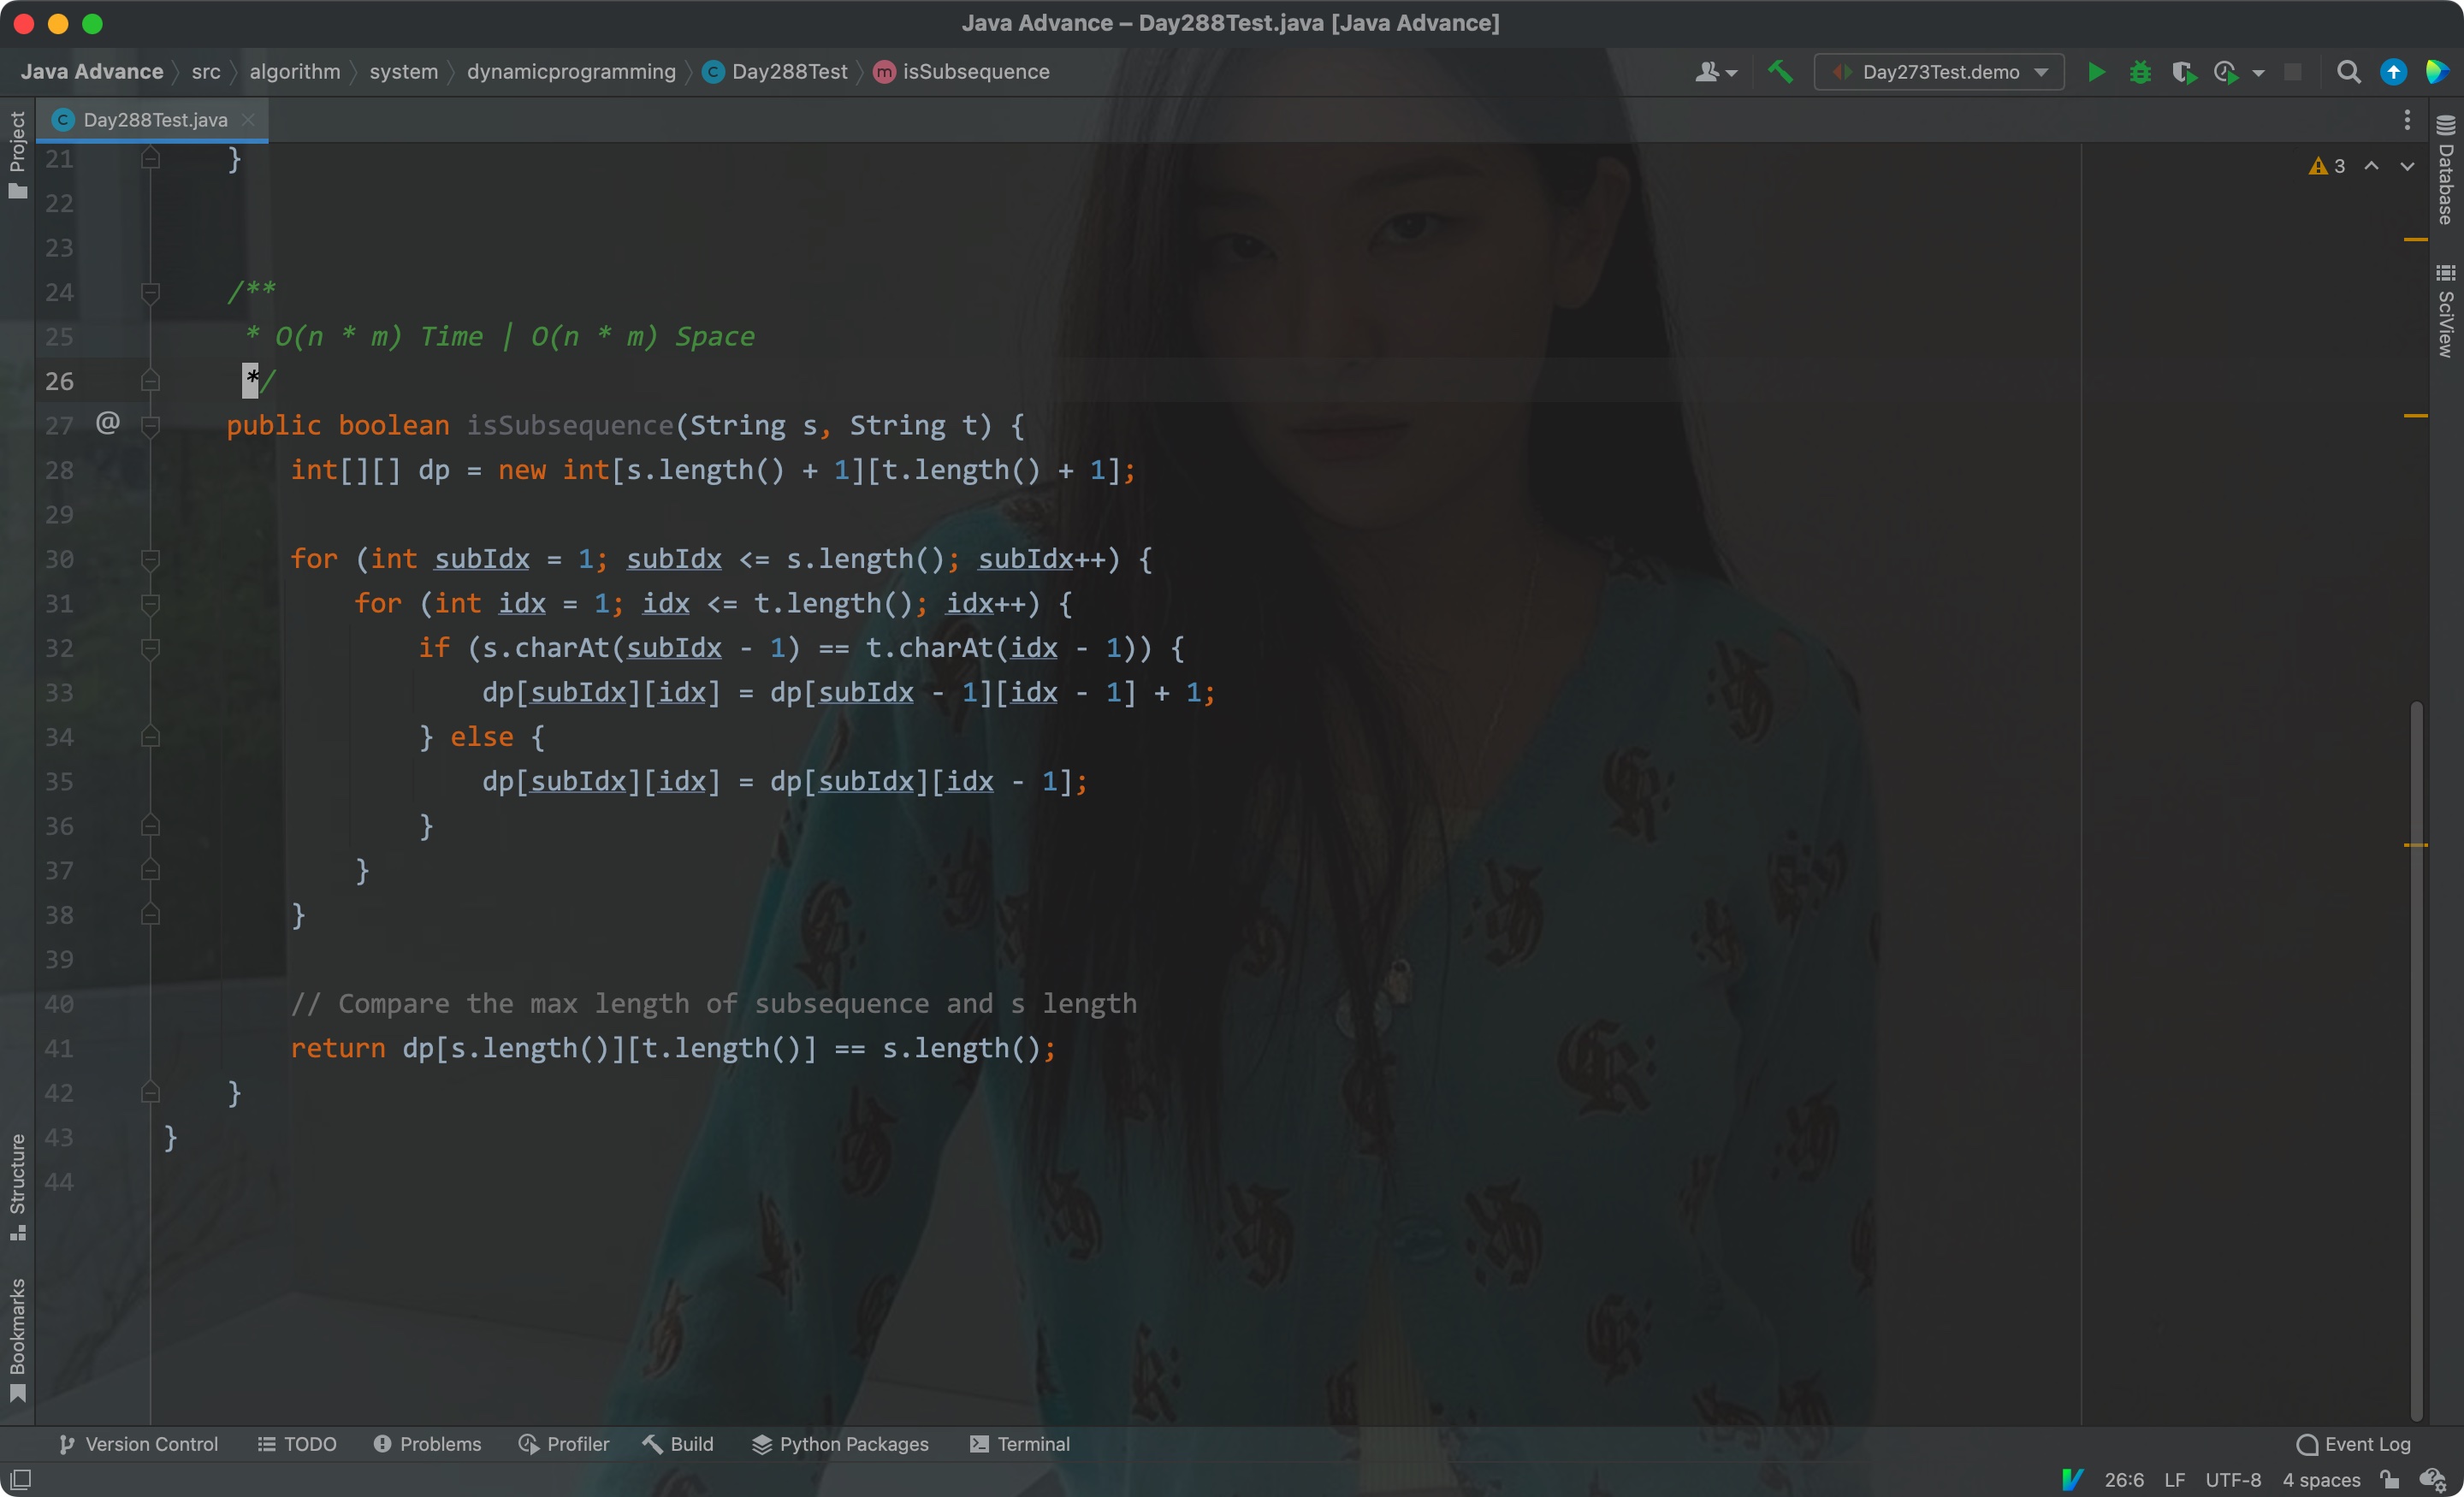 Java Advance – Day288Test.java [Java Advance]
Java Advance src algorithm system dynamicprogramming C Day288Test m isSubsequence Day273Test.demo
Project
C Day288Test.java
3
Database
SciView
21 }
22
23
24 /**
25 * O(n * m) Time | O(n * m) Space
26 */
27 @ public boolean isSubsequence(String s, String t) {
28 int[][] dp = new int[s.length() + 1][t.length() + 1];
29
30 for (int subIdx = 1; subIdx <= s.length(); subIdx++) {
31 for (int idx = 1; idx <= t.length(); idx++) {
32 if (s.charAt(subIdx - 1) == t.charAt(idx - 1)) {
33 dp[subIdx][idx] = dp[subIdx - 1][idx - 1] + 1;
34 } else {
35 dp[subIdx][idx] = dp[subIdx][idx - 1];
36 }
37 }
38 }
39
40 // Compare the max length of subsequence and s length
41 return dp[s.length()][t.length()] == s.length();
42 }
43 }
44
Structure
Bookmarks
Version Control TODO Problems Profiler Build Python Packages Terminal Event Log
26:6 LF UTF-8 4 spaces